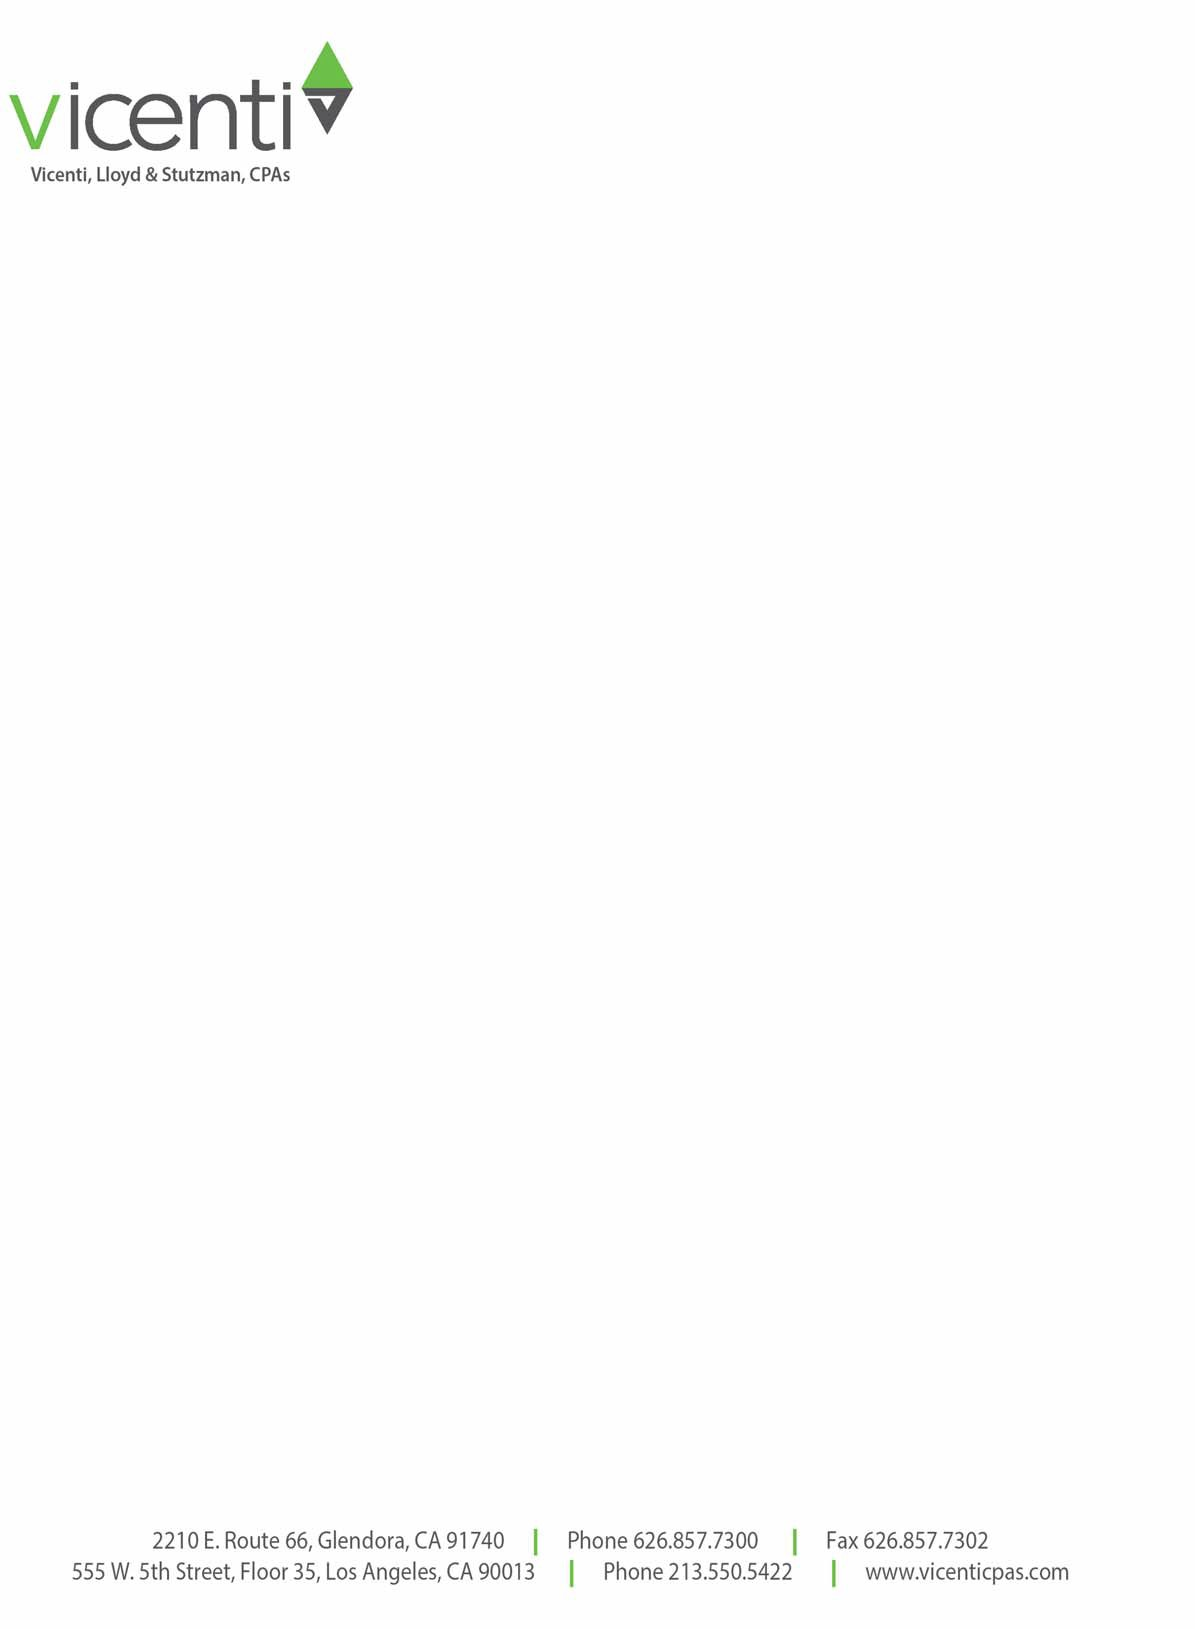 vicenti
Vicenti, Lloyd & Stutzman, CPAs
2210 E. Route 66, Glendora, CA 91740 | Phone 626.857.7300 | Fax 626.857.7302
555 W. 5th Street, Floor 35, Los Angeles, CA 90013 | Phone 213.550.5422 | www.vicenticpas.com